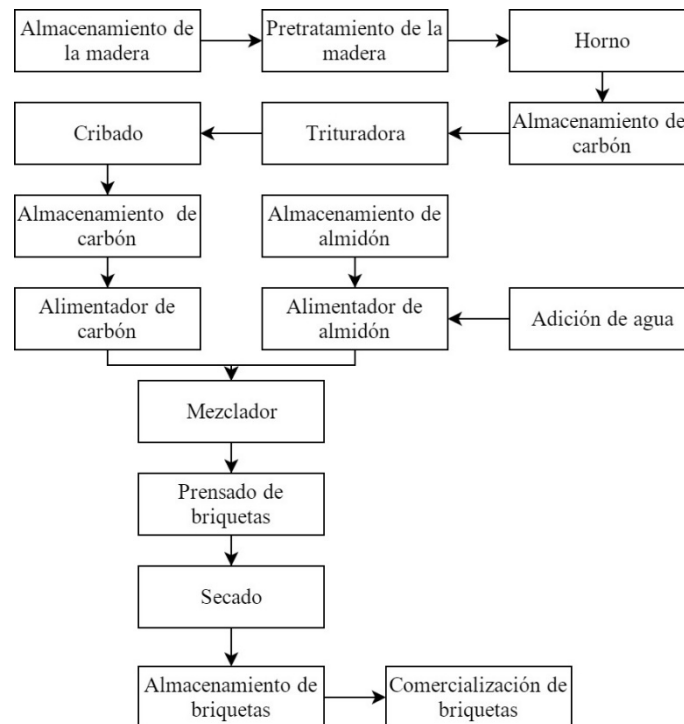 Almacenamiento de
la madera
Pretratamiento de la
madera
Horno
Cribado
Trituradora
Almacenamiento de
carbón
Almacenamiento de
carbón
Almacenamiento de
almidón
Alimentador de
carbón
Alimentador de
almidón
Adición de agua
Mezclador
Prensado de
briquetas
Secado
Almacenamiento de
briquetas
Comercialización de
briquetas